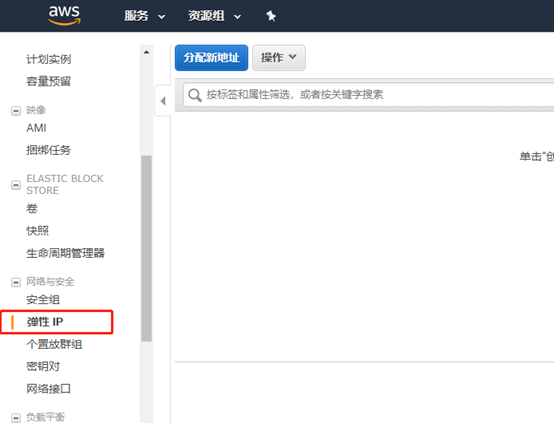 aws
服务
资源组
计划实例
容量预留
映像
AMI
捆绑任务
ELASTIC BLOCK
STORE
卷
快照
生命周期管理器
网络与安全
安全组
弹性 IP
个置放群组
密钥对
网络接口
负载平衡
分配新地址
操作
按标签和属性筛选，或者按关键字搜索
单击“创